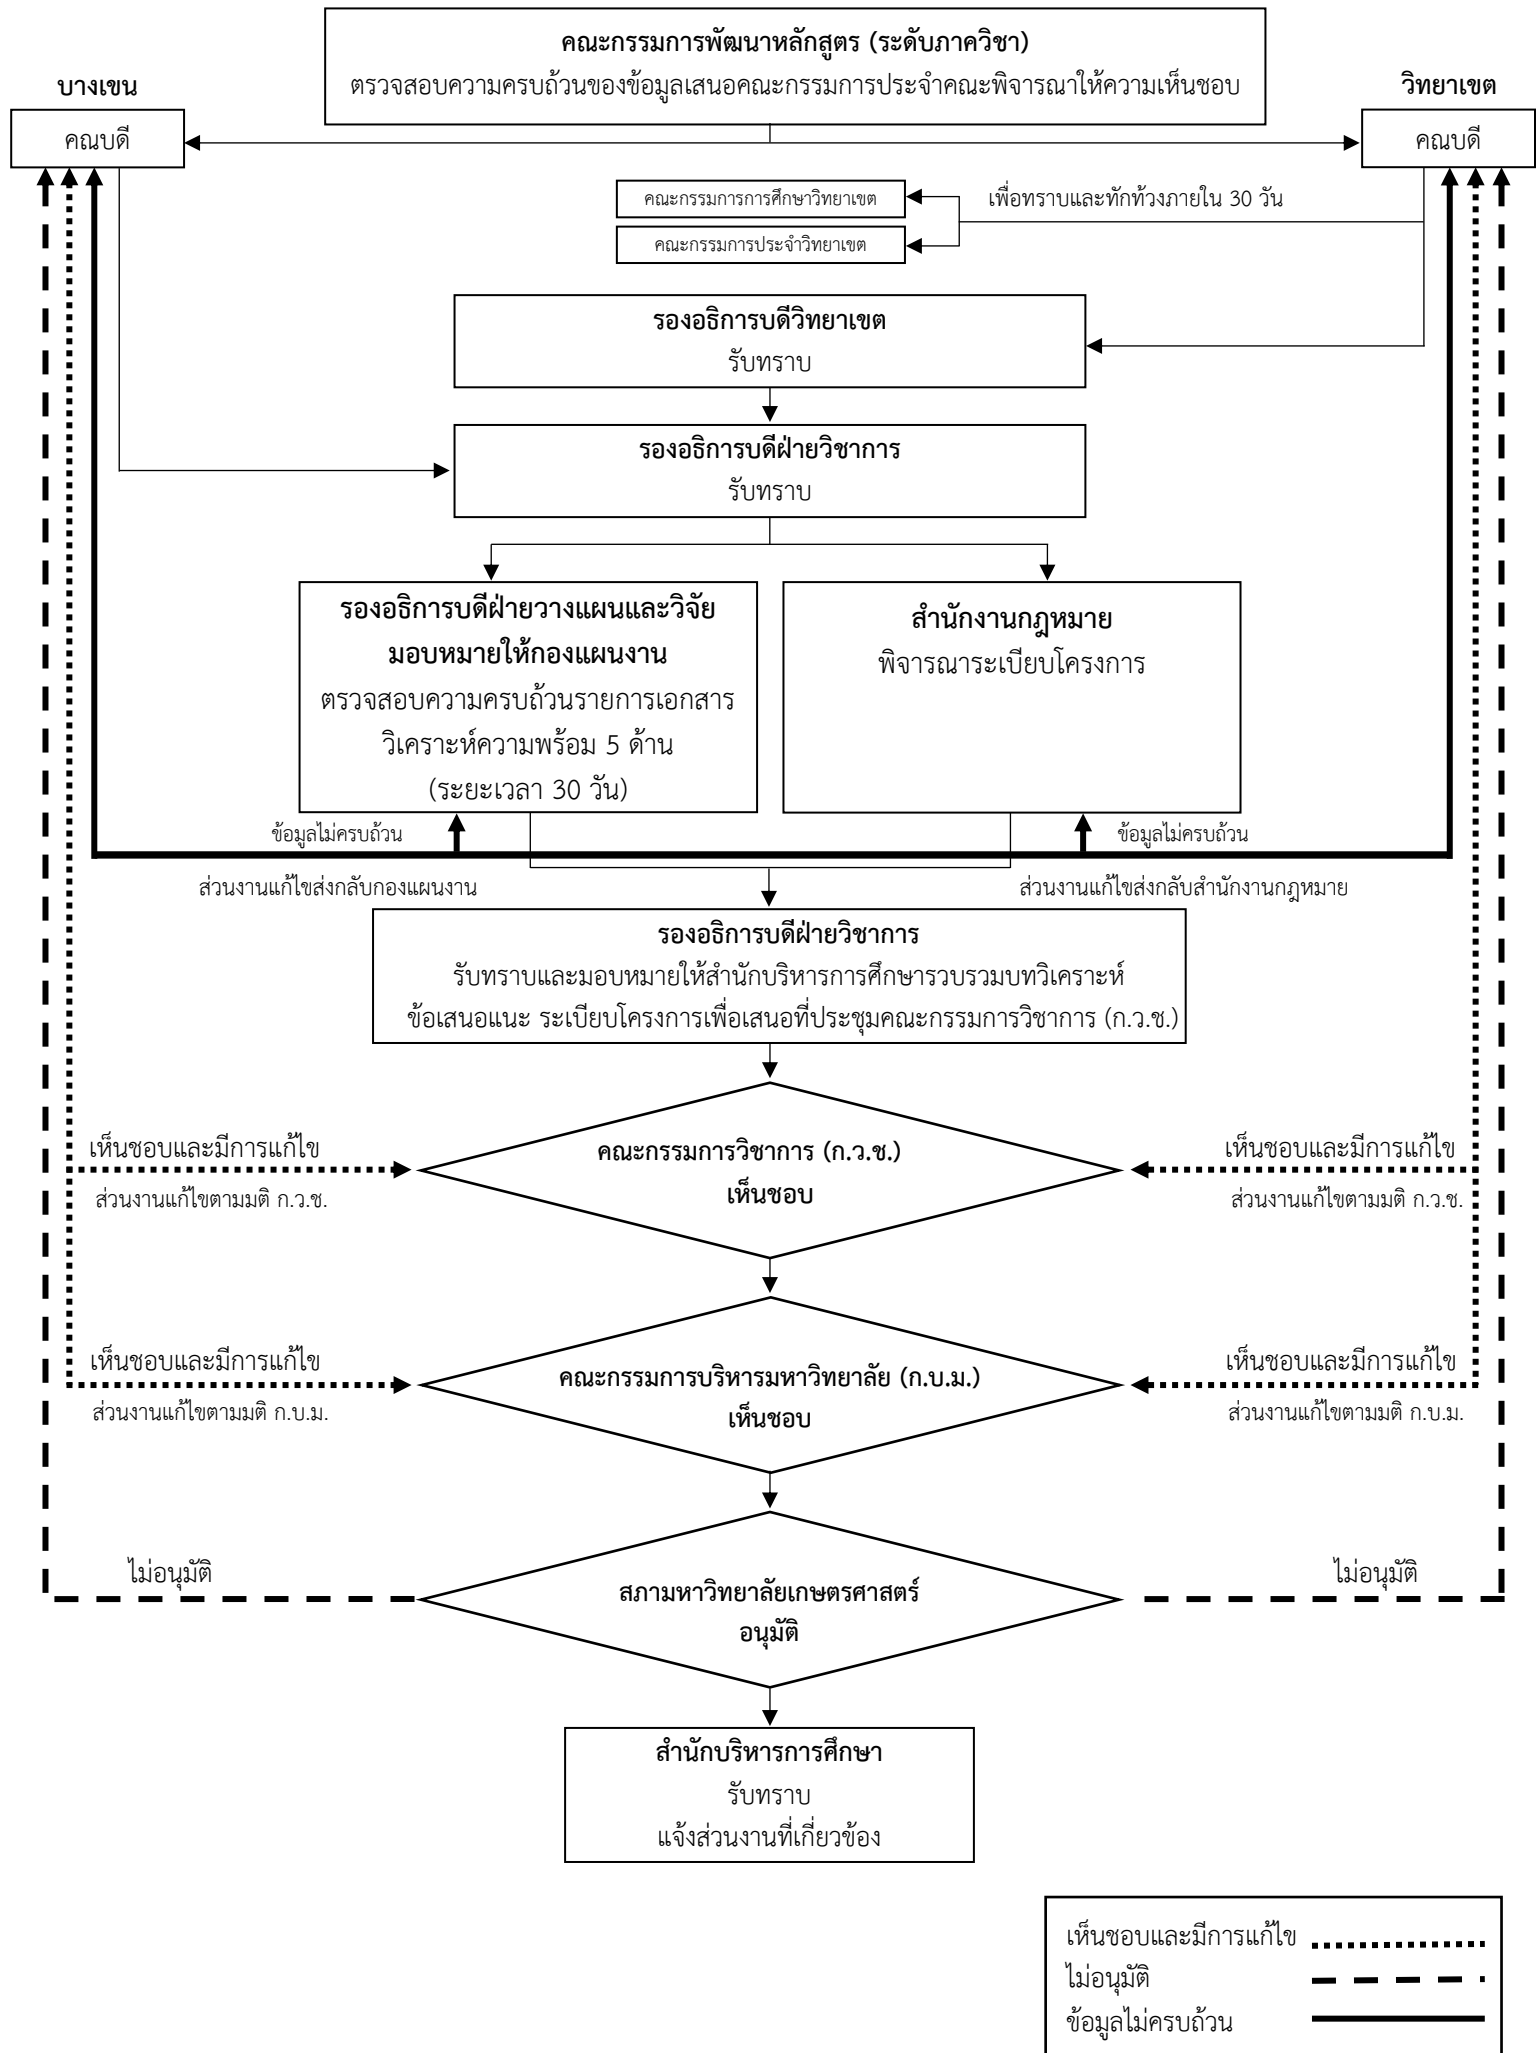 คณะกรรมการพัฒนาหลักสูตร (ระดับภาควิชา)
ตรวจสอบความครบถ้วนของข้อมูลเสนอคณะกรรมการประจำคณะพิจารณาให้ความเห็นชอบ
บางเขน
วิทยาเขต
คณบดี
คณบดี
คณะกรรมการการศึกษาวิทยาเขต
เพื่อทราบและทักท้วงภายใน 30 วัน
คณะกรรมการประจำวิทยาเขต
รองอธิการบดีวิทยาเขต
รับทราบ
รองอธิการบดีฝ่ายวิชาการ
รับทราบ
รองอธิการบดีฝ่ายวางแผนและวิจัย
มอบหมายให้กองแผนงาน
ตรวจสอบความครบถ้วนรายการเอกสาร
วิเคราะห์ความพร้อม 5 ด้าน
(ระยะเวลา 30 วัน)
สำนักงานกฎหมาย
พิจารณาระเบียบโครงการ
ข้อมูลไม่ครบถ้วน
ข้อมูลไม่ครบถ้วน
ส่วนงานแก้ไขส่งกลับกองแผนงาน
ส่วนงานแก้ไขส่งกลับสำนักงานกฎหมาย
รองอธิการบดีฝ่ายวิชาการ
รับทราบและมอบหมายให้สำนักบริหารการศึกษารวบรวมบทวิเคราะห์
ข้อเสนอแนะ ระเบียบโครงการเพื่อเสนอที่ประชุมคณะกรรมการวิชาการ (ก.ว.ช.)
เห็นชอบและมีการแก้ไข
ส่วนงานแก้ไขตามมติ ก.ว.ช.
คณะกรรมการวิชาการ (ก.ว.ช.)
เห็นชอบ
เห็นชอบและมีการแก้ไข
ส่วนงานแก้ไขตามมติ ก.ว.ช.
เห็นชอบและมีการแก้ไข
ส่วนงานแก้ไขตามมติ ก.บ.ม.
คณะกรรมการบริหารมหาวิทยาลัย (ก.บ.ม.)
เห็นชอบ
เห็นชอบและมีการแก้ไข
ส่วนงานแก้ไขตามมติ ก.บ.ม.
ไม่อนุมัติ
สภามหาวิทยาลัยเกษตรศาสตร์
อนุมัติ
ไม่อนุมัติ
สำนักบริหารการศึกษา
รับทราบ
แจ้งส่วนงานที่เกี่ยวข้อง
เห็นชอบและมีการแก้ไข
ไม่อนุมัติ
ข้อมูลไม่ครบถ้วน